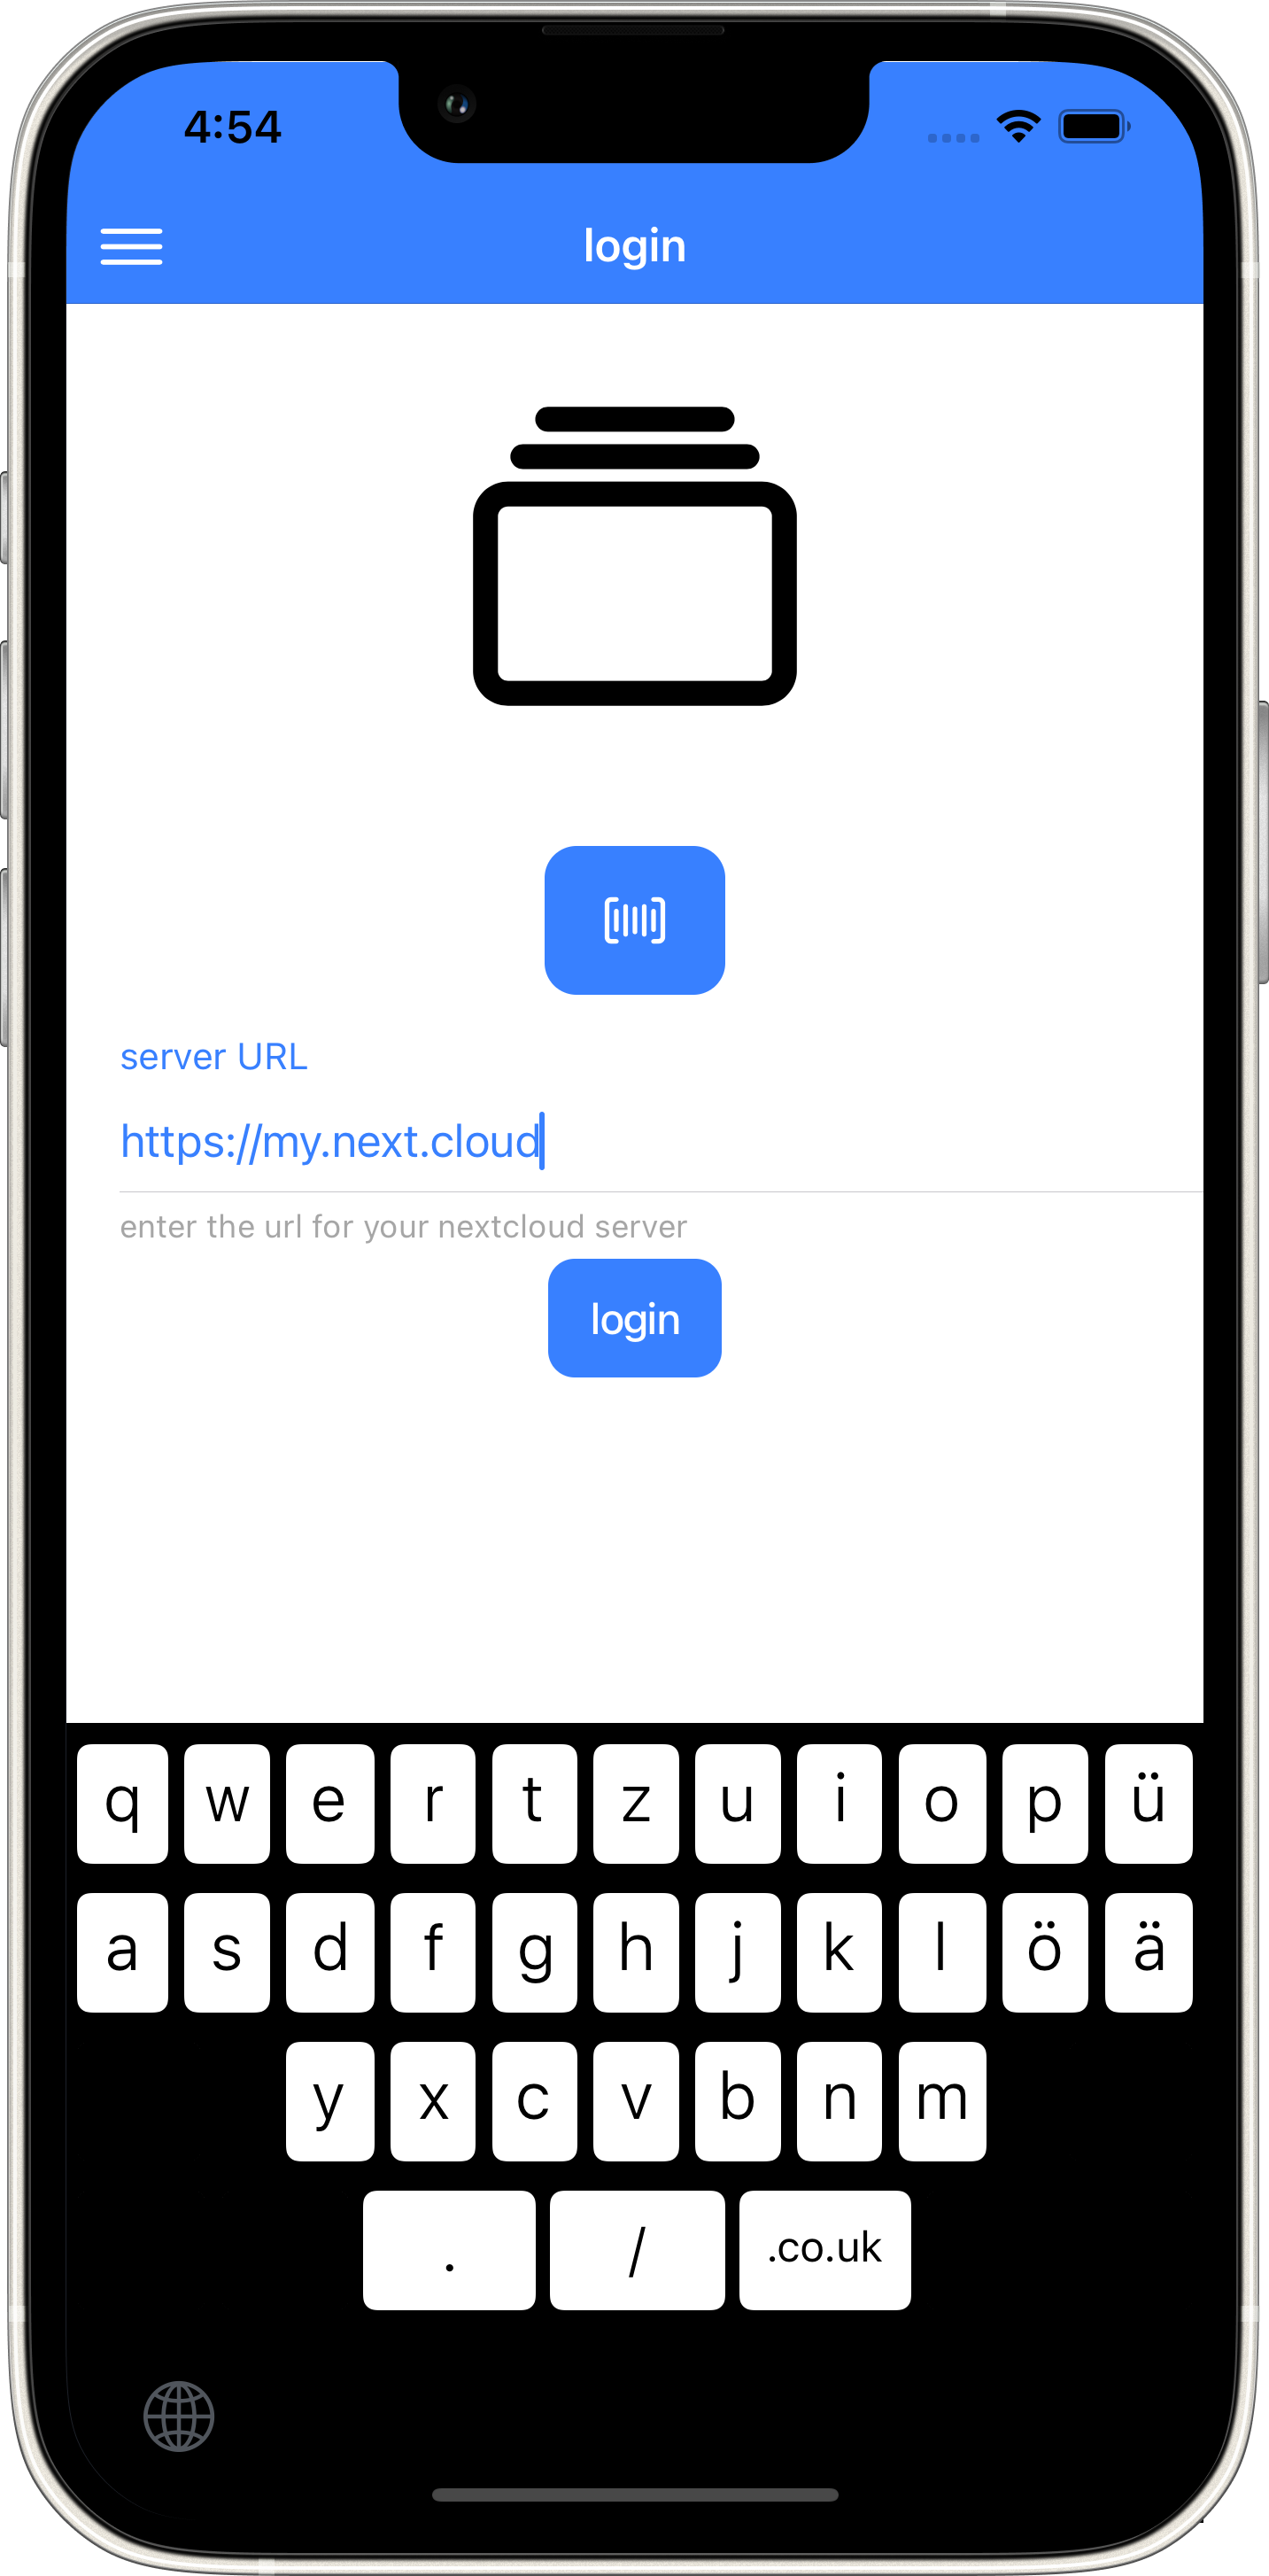 4:54
login
server URL
https://my.next.cloud
enter the url for your nextcloud server
login
q w e r t z u i o p ü
a s d f g h j k l ö ä
y x c v b n m
. / .co.uk